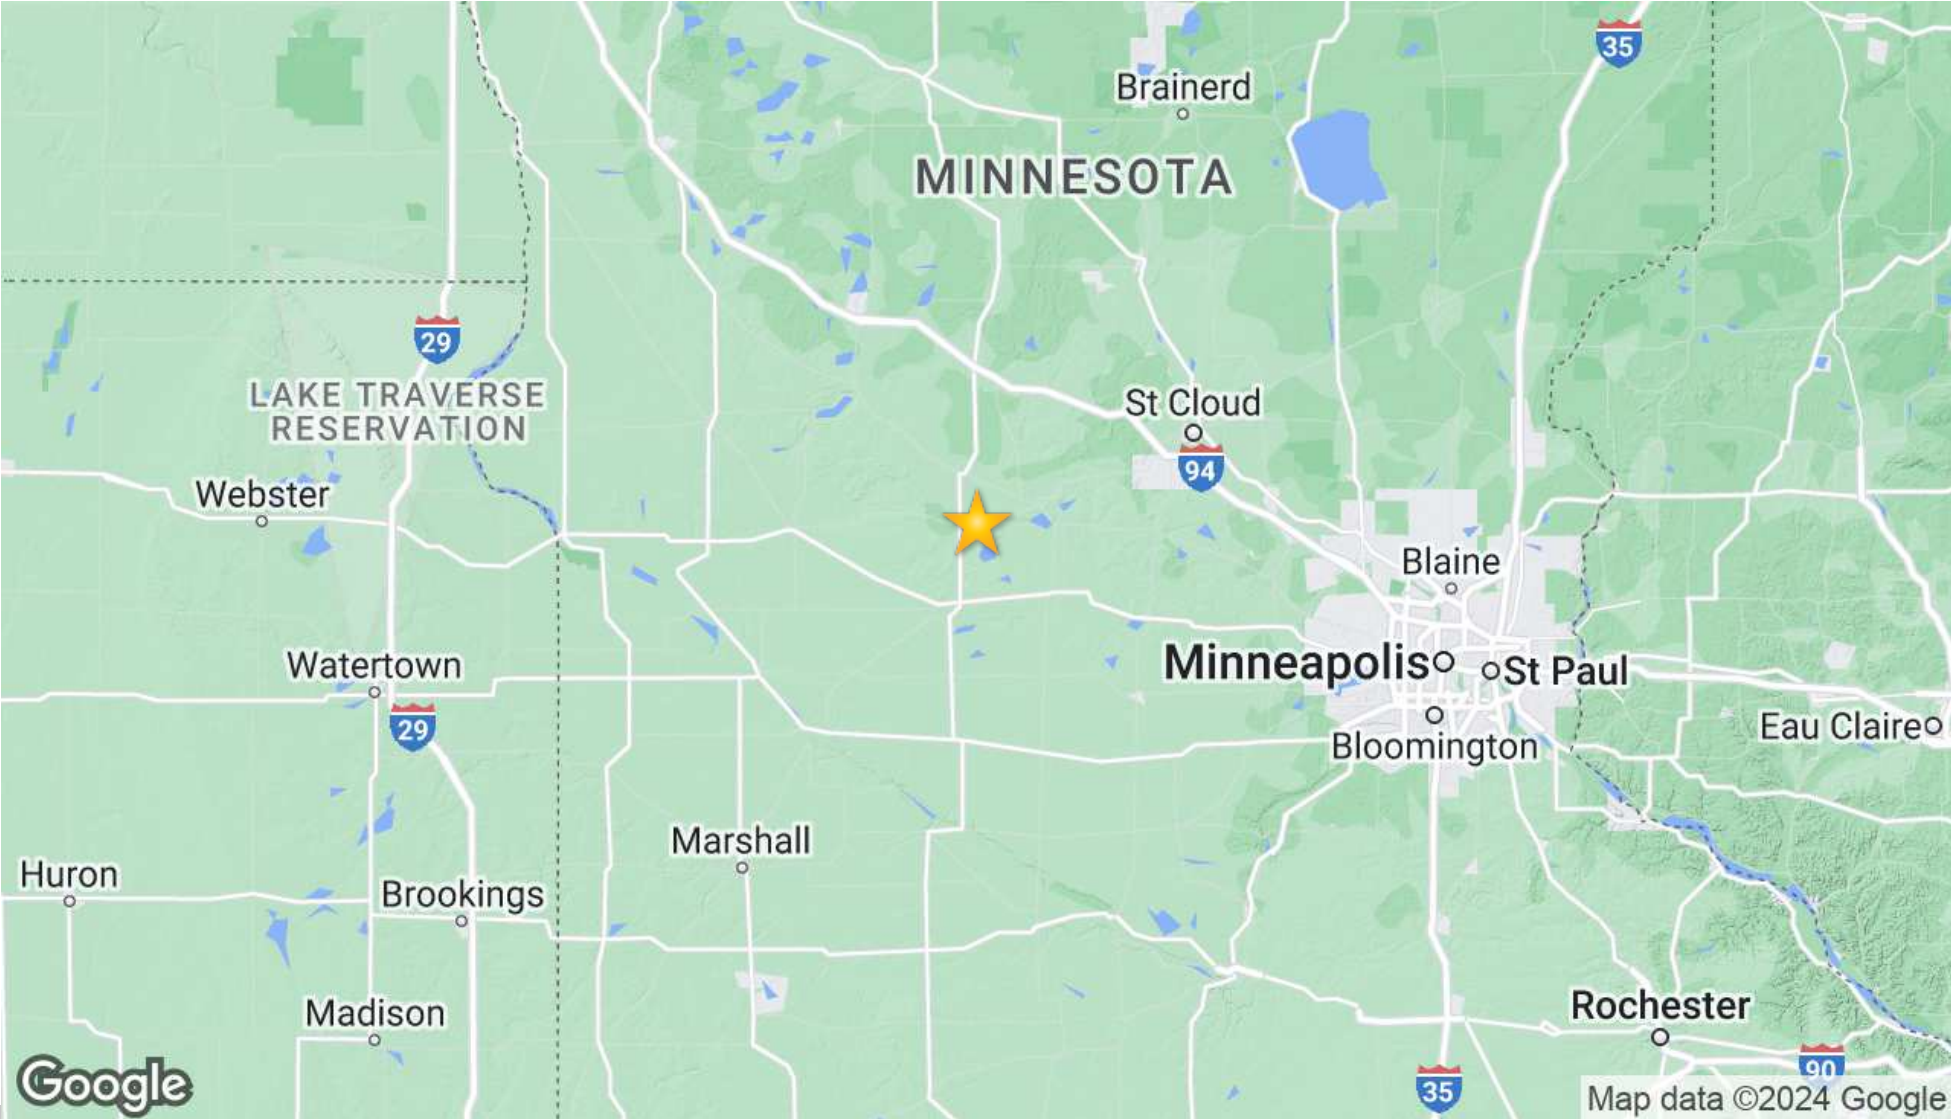 35
Brainerd
MINNESOTA
29
LAKE TRAVERSE
RESERVATION
St Cloud
94
Webster
Blaine
Minneapolis
St Paul
Watertown
29
Eau Claire
Bloomington
Marshall
Huron
Brookings
Madison
Rochester
90
35
Google
Map data ©2024 Google